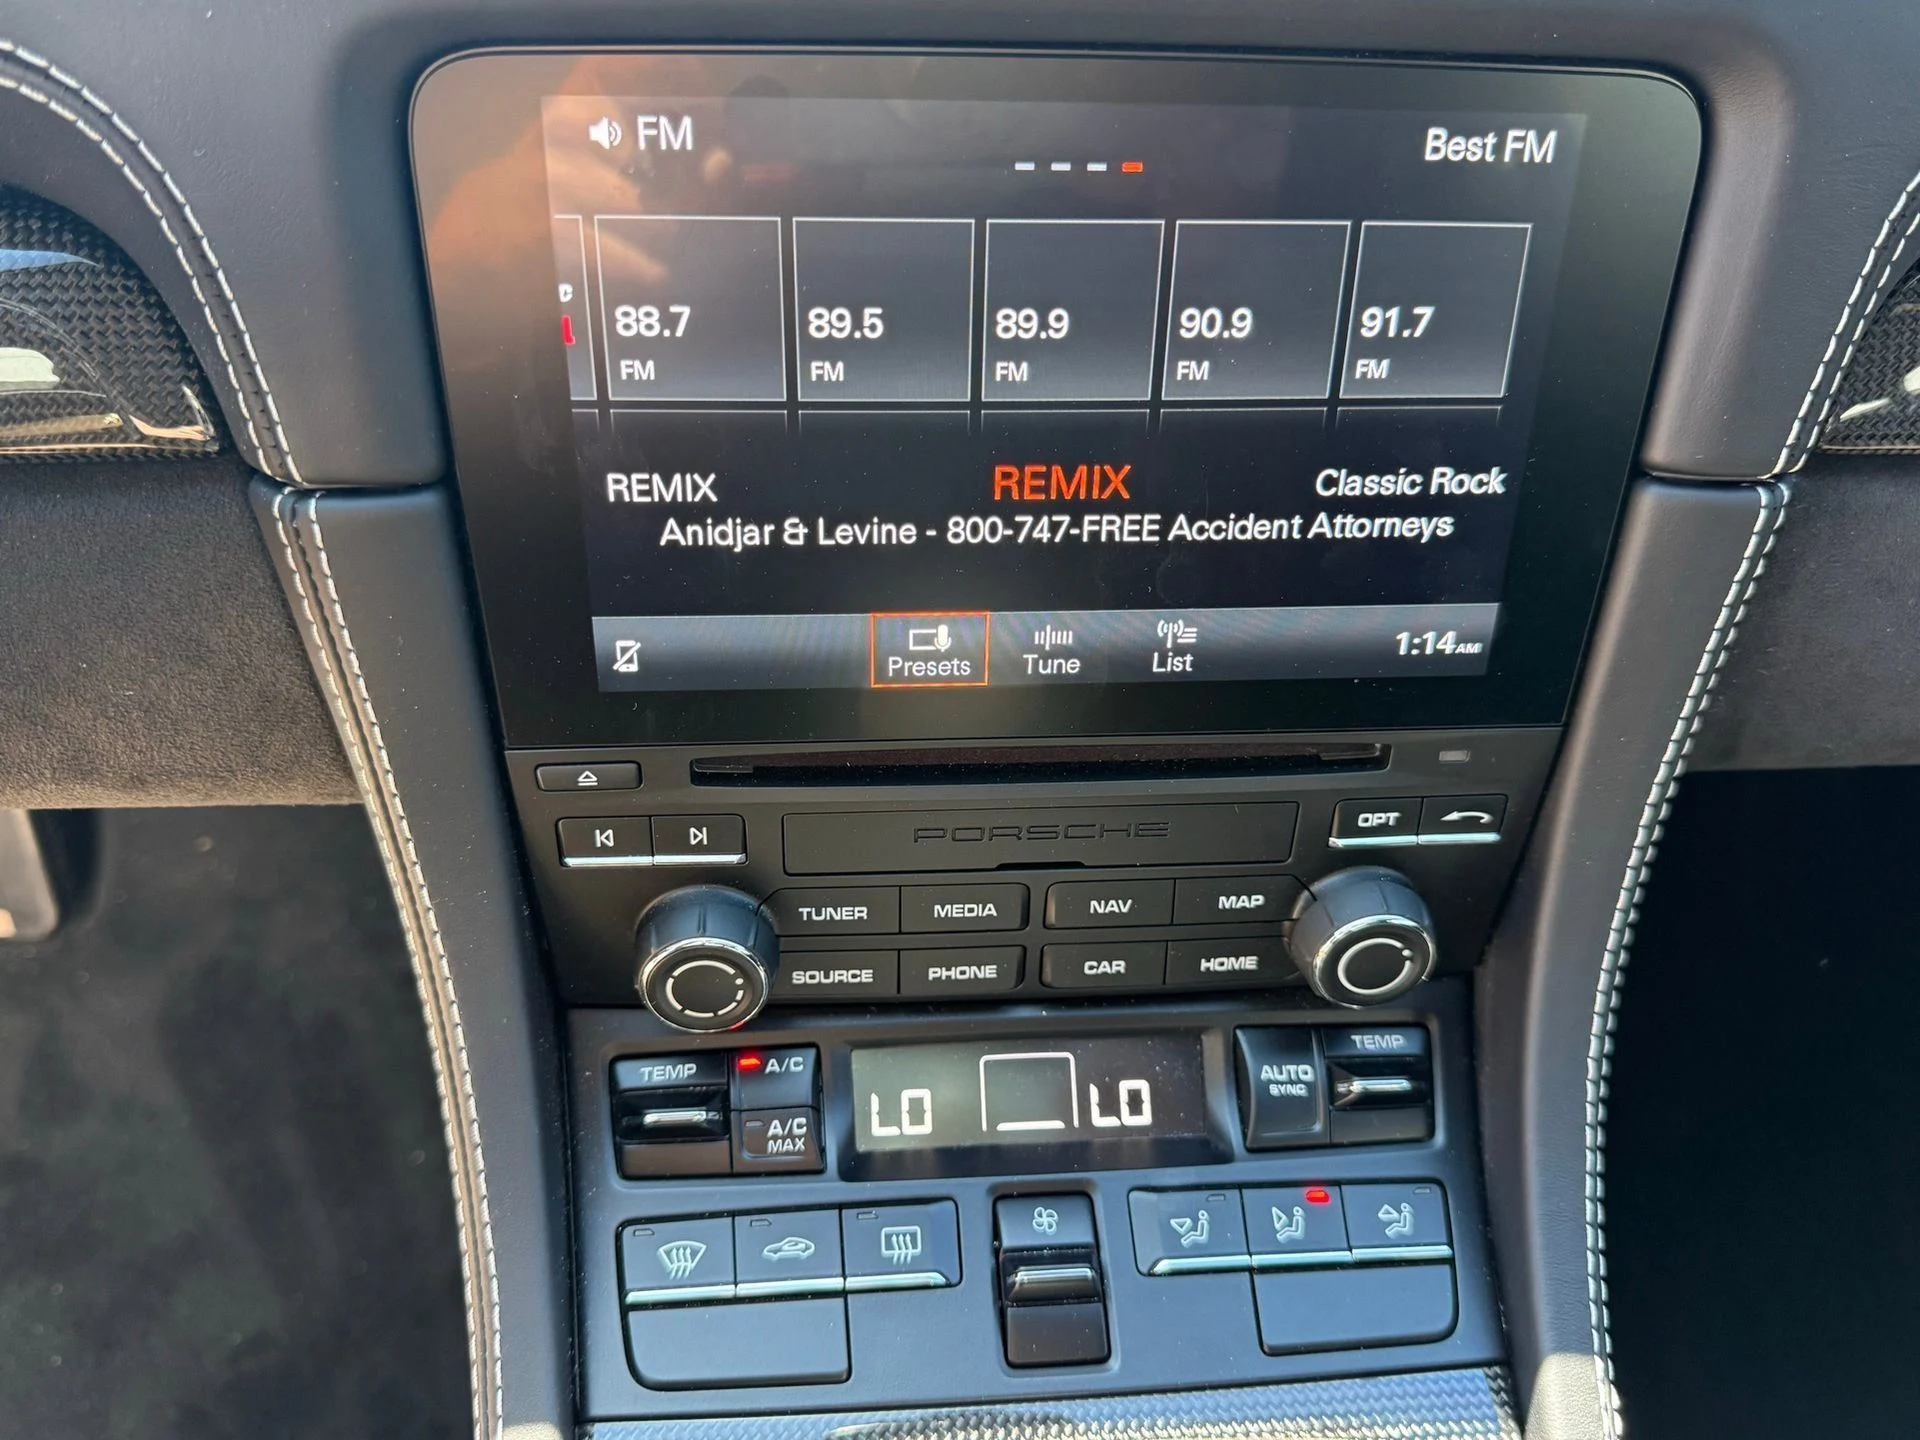 FM
Best FM
88.7
89.5
89.9
90.9
91.7
FM
FM
FM
FM
FM
REMIX
REMIX
Classic Rock
Anidjar & Levine - 800-747-FREE Accident Attorneys
Presets
Tune
List
1:14AM
OPT
PORSCHE
TUNER
MEDIA
NAV
MAP
SOURCE
PHONE
CAR
HOME
TEMP
A/C
A/C
MAX
LO
LO
AUTO
SYNC
TEMP